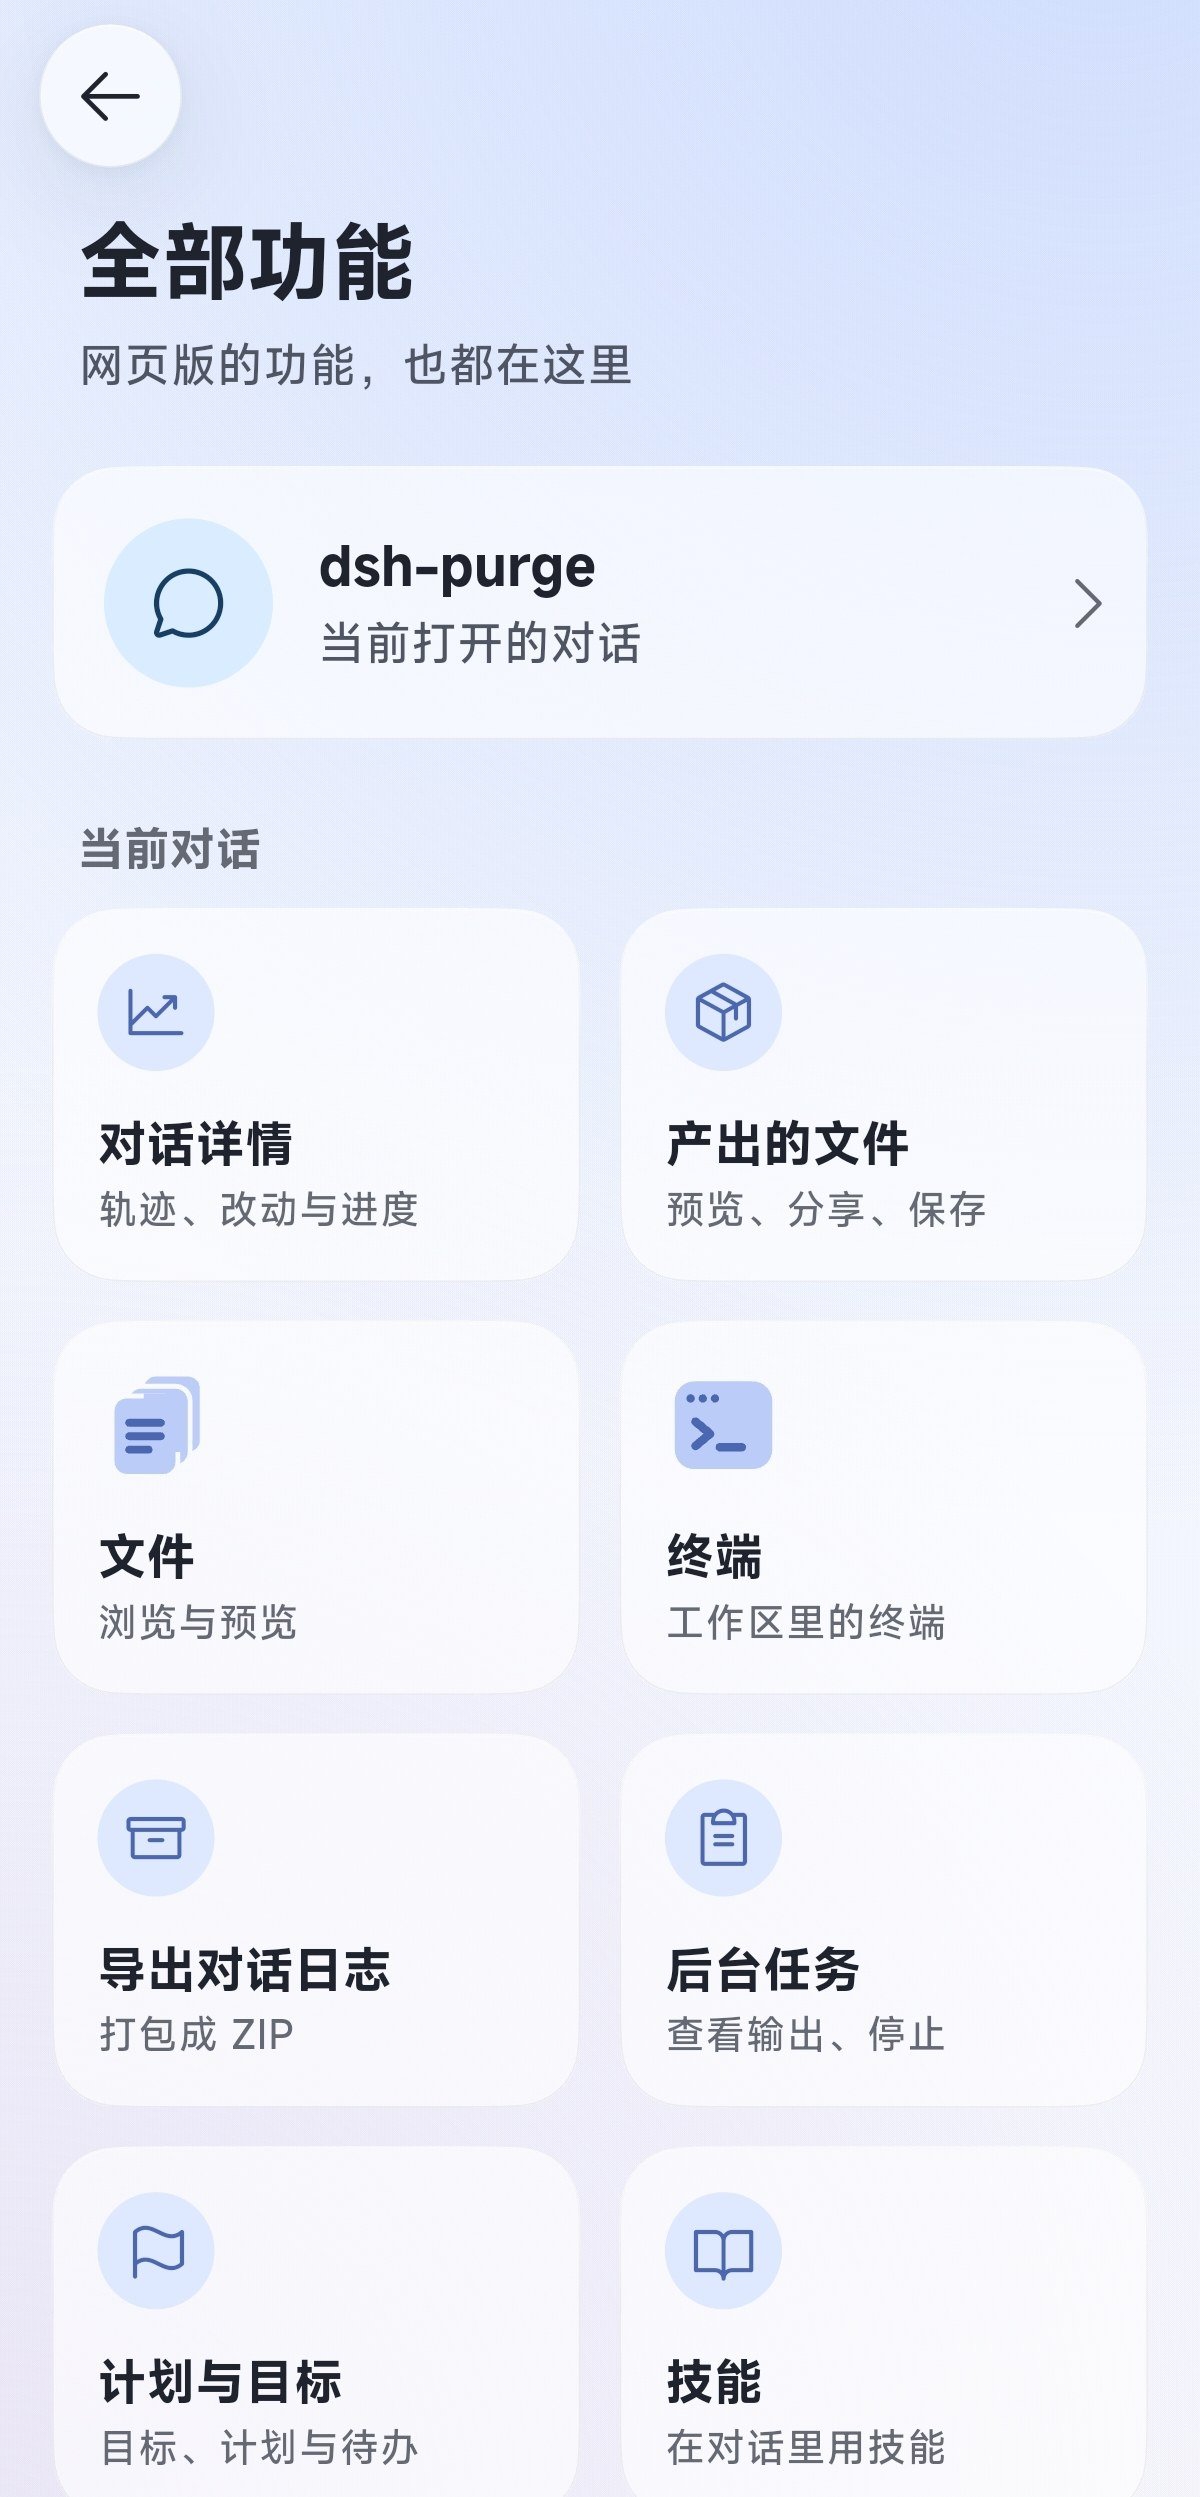 全部功能
网页版的功能，也都在这里
dsh-purge
当前打开的对话
当前对话
对话详情
轨迹、改动与进度
产出的文件
预览、分享、保存
文件
浏览与预览
终端
工作区里的终端
导出对话日志
打包成 ZIP
后台任务
查看输出、停止
计划与目标
目标、计划与待办
技能
在对话里用技能